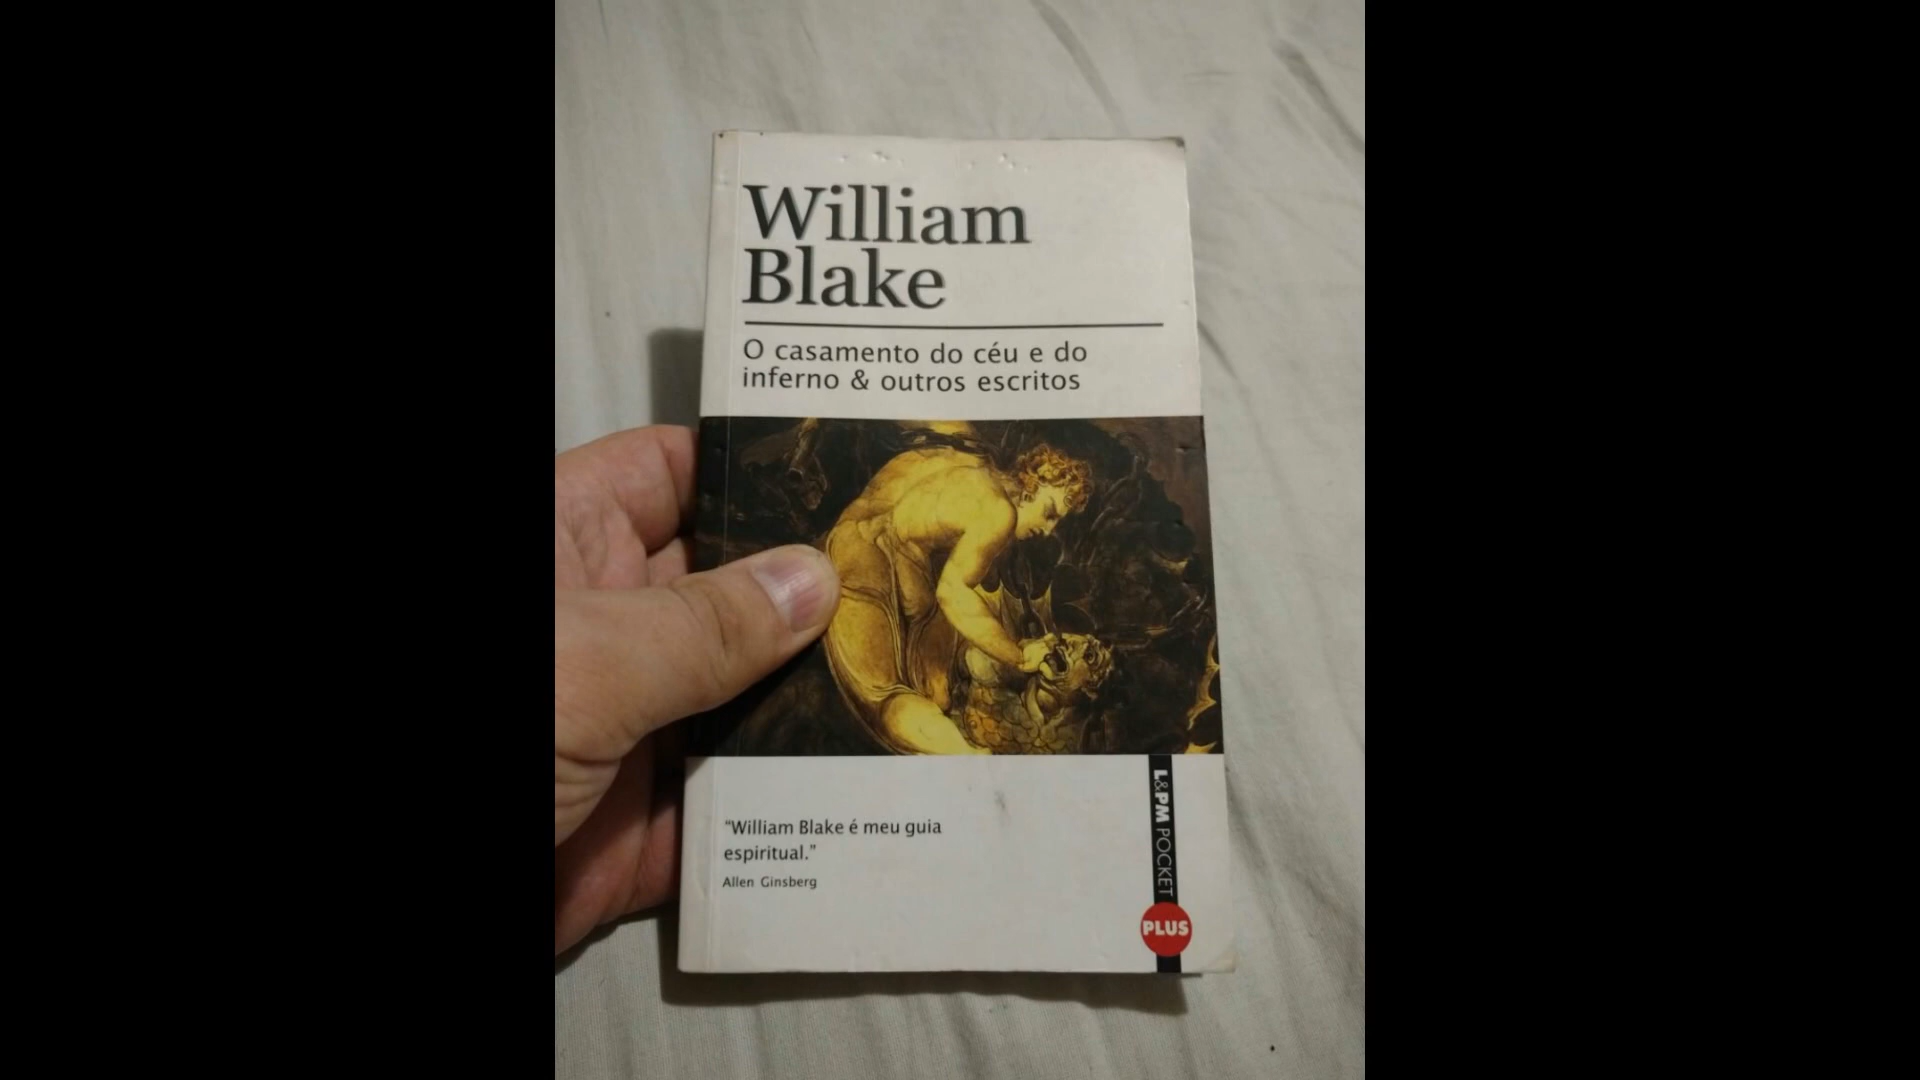 William
Blake
O casamento do céu e do
inferno & outros escritos
“William Blake é meu guia
espiritual.”
Allen Ginsberg
L&PM POCKET
PLUS